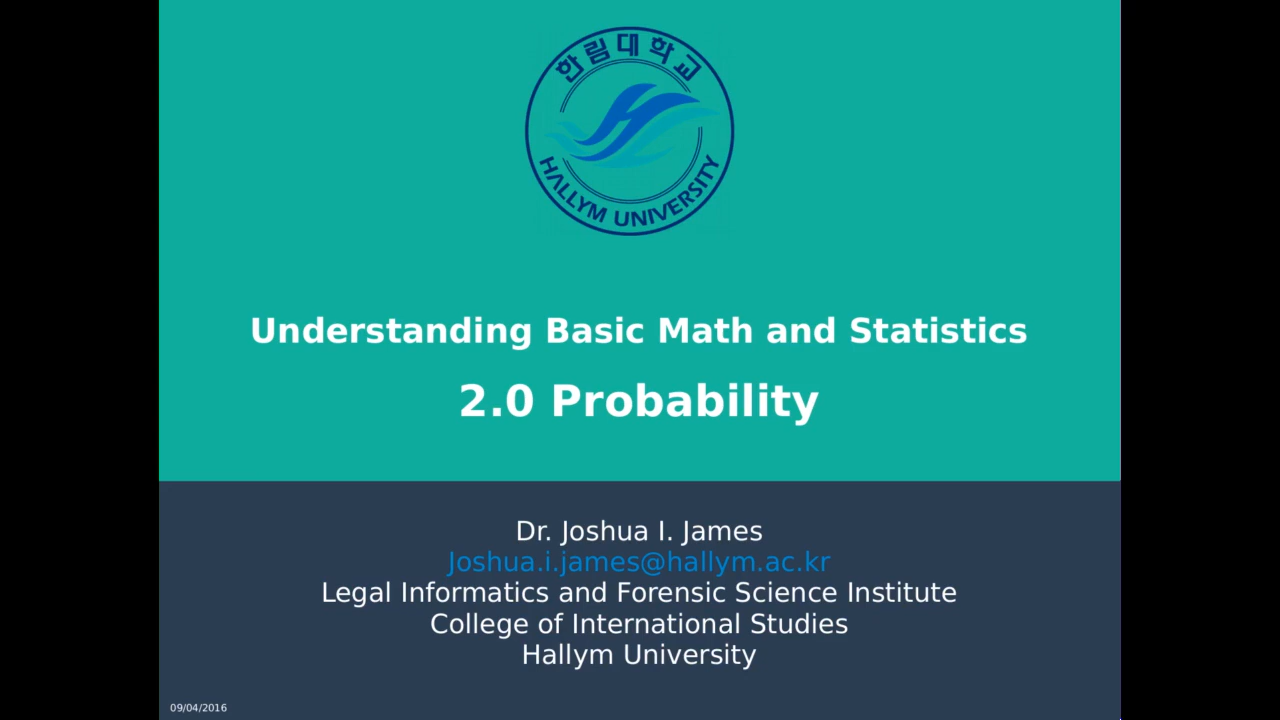 한림대학교
HALLYM UNIVERSITY
Understanding Basic Math and Statistics
2.0 Probability
Dr. Joshua I. James
Joshua.i.james@hallym.ac.kr
Legal Informatics and Forensic Science Institute
College of International Studies
Hallym University
09/04/2016